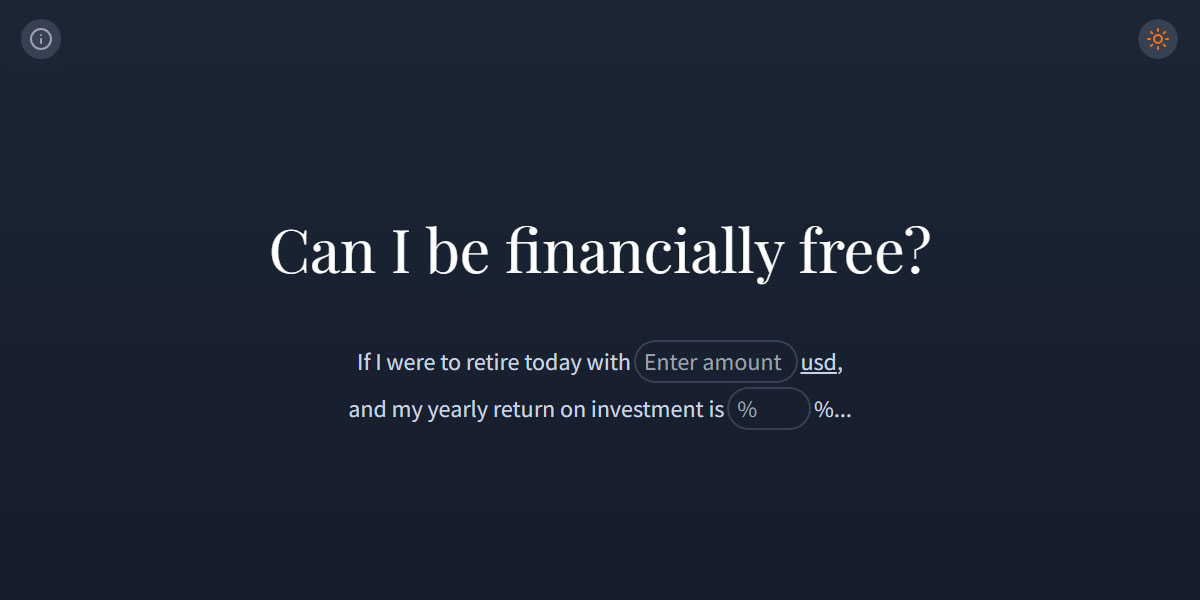 Can I be financially free?
If I were to retire today with Enter amount usd,
and my yearly return on investment is % %...